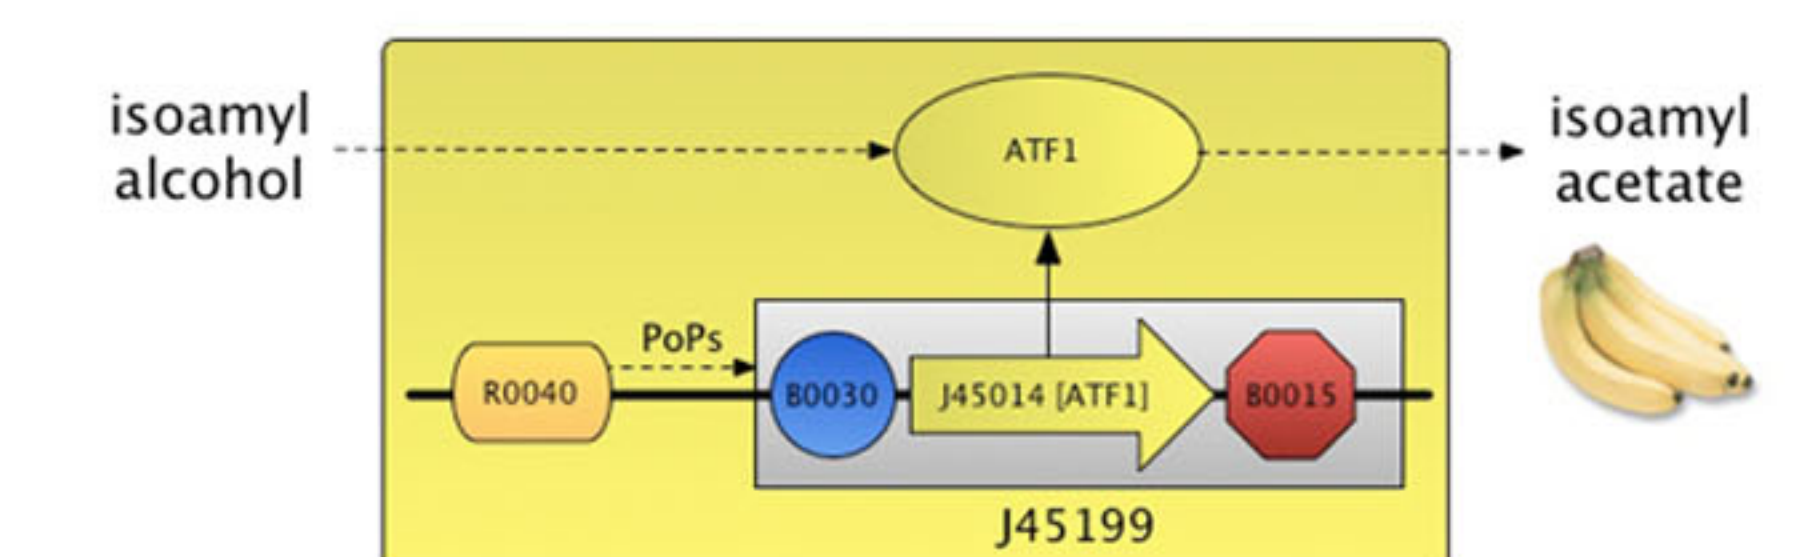 isoamyl
alcohol
ATF1
isoamyl
acetate
PoPs
R0040
B0030
J45014 [ATF1]
B0015
J45199